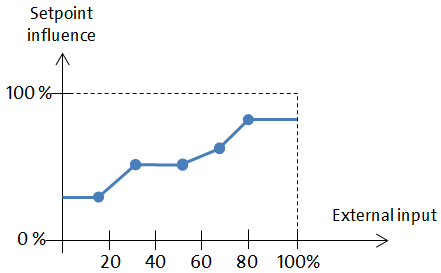 Setpoint
influence
100 %
0 %
External input
20 40 60 80 100%